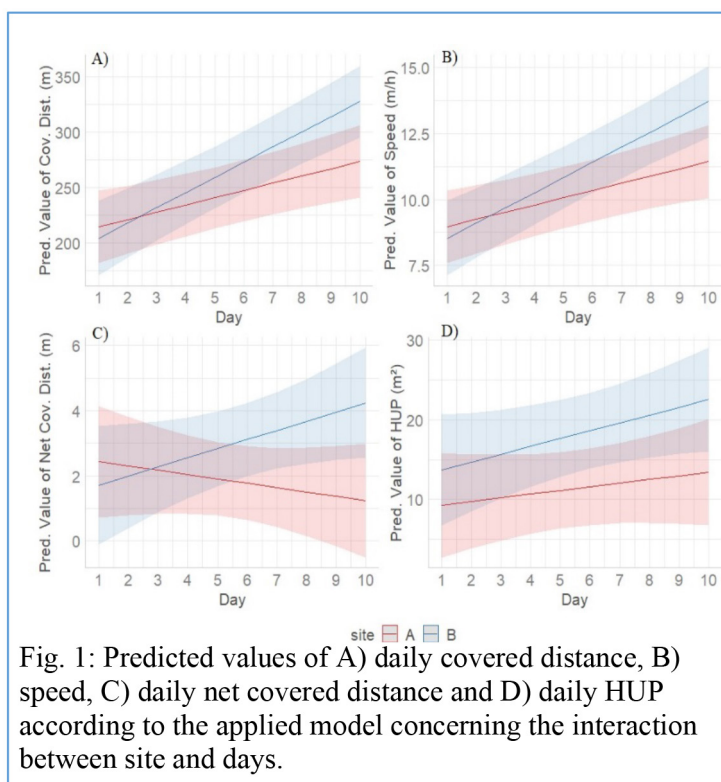 A)
B)
350
300
250
200
Pred. Value of Cov. Dist. (m)
1 2 3 4 5 6 7 8 9 10
Day
15.0
12.5
10.0
7.5
Pred. Value of Speed (m/h)
1 2 3 4 5 6 7 8 9 10
Day
C)
D)
6
4
2
0
Pred. Value of Net Cov. Dist. (m)
1 2 3 4 5 6 7 8 9 10
Day
30
20
10
Pred. Value of HUP (m²)
1 2 3 4 5 6 7 8 9 10
Day
site A B
Fig. 1: Predicted values of A) daily covered distance, B)
speed, C) daily net covered distance and D) daily HUP
according to the applied model concerning the interaction
between site and days.